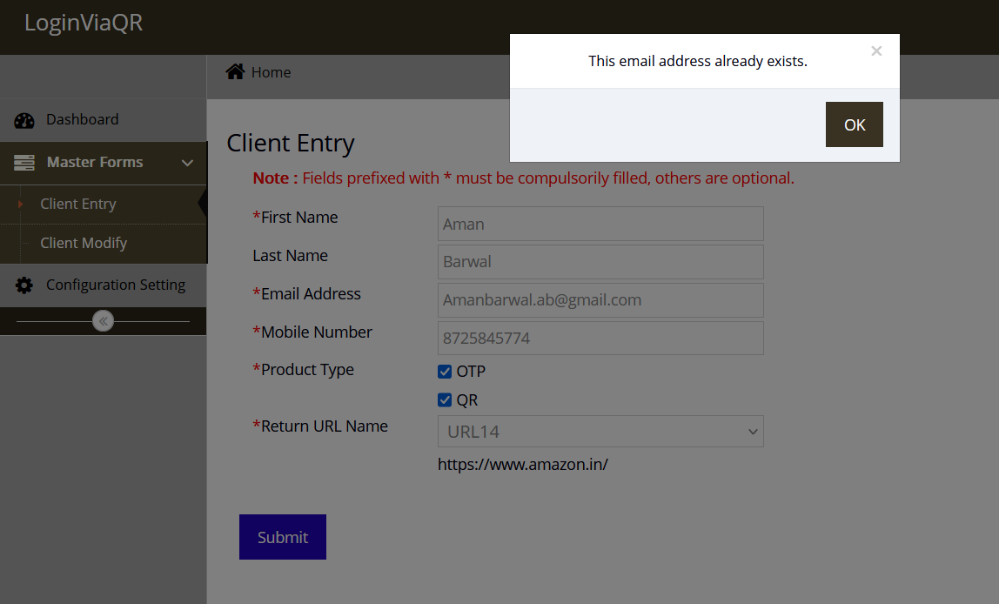 LoginViaQR
This email address already exists.
×
OK
Home
Dashboard
Master Forms
Client Entry
Client Modify
Configuration Setting
Client Entry
Note : Fields prefixed with * must be compulsorily filled, others are optional.
*First Name Aman
Last Name Barwal
*Email Address Amanbarwal.ab@gmail.com
*Mobile Number 8725845774
*Product Type OTP
QR
*Return URL Name URL14
https://www.amazon.in/
Submit